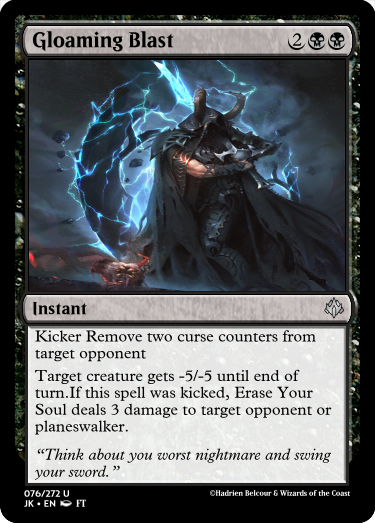 Gloaming Blast 2
Instant
Kicker Remove two curse counters from
target opponent
Target creature gets -5/-5 until end of
turn.If this spell was kicked, Erase Your
Soul deals 3 damage to target opponent or
planeswalker.
“Think about you worst nightmare and swing
your sword.”
076/272 U
JK • EN FT
©Hadrien Belcour & Wizards of the Coast